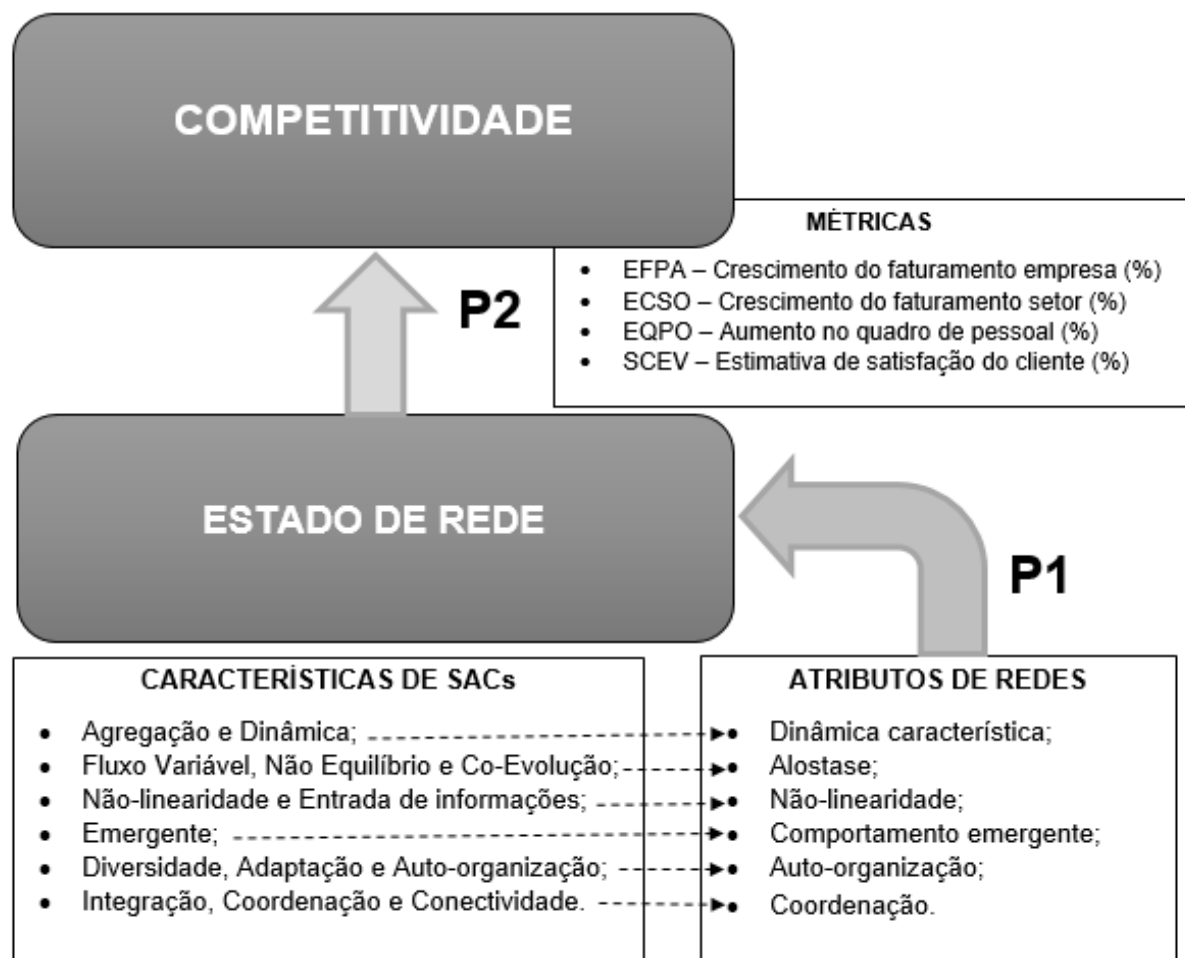 COMPETITIVIDADE
MÉTRICAS
• EFPA – Crescimento do faturamento empresa (%)
• ECSO – Crescimento do faturamento setor (%)
• EQPO – Aumento no quadro de pessoal (%)
• SCEV – Estimativa de satisfação do cliente (%)
P2
ESTADO DE REDE
P1
CARACTERÍSTICAS DE SACs
• Agregação e Dinâmica;
• Fluxo Variável, Não Equilíbrio e Co-Evolução;
• Não-linearidade e Entrada de informações;
• Emergente;
• Diversidade, Adaptação e Auto-organização;
• Integração, Coordenação e Conectividade.
ATRIBUTOS DE REDES
• Dinâmica característica;
• Alostase;
• Não-linearidade;
• Comportamento emergente;
• Auto-organização;
• Coordenação.